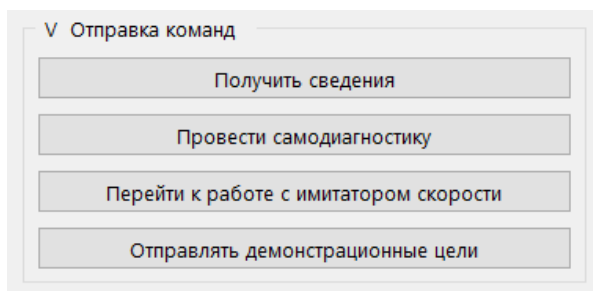 V Отправка команд
Получить сведения
Провести самодиагностику
Перейти к работе с имитатором скорости
Отправлять демонстрационные цели